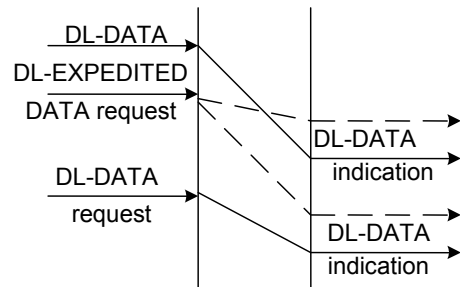 DL-DATA
DL-EXPEDITED
DATA request
DL-DATA
indication
DL-DATA
request
DL-DATA
indication